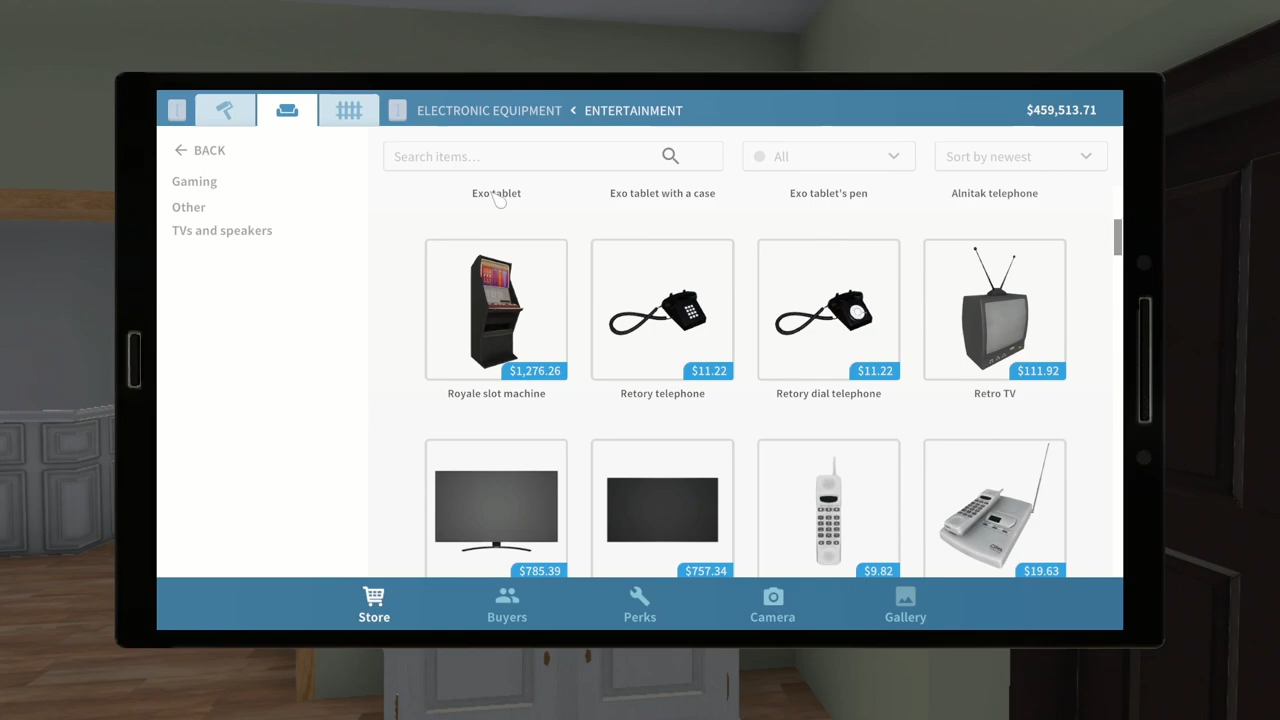 ELECTRONIC EQUIPMENT < ENTERTAINMENT
$459,513.71
BACK
Gaming
Other
TVs and speakers
Search items...
All
Sort by newest
Exo tablet
Exo tablet with a case
Exo tablet's pen
Alnitak telephone
$1,276.26
$11.22
$11.22
$111.92
Royale slot machine
Retory telephone
Retory dial telephone
Retro TV
$785.39
$757.34
$9.82
$19.63
Store
Buyers
Perks
Camera
Gallery